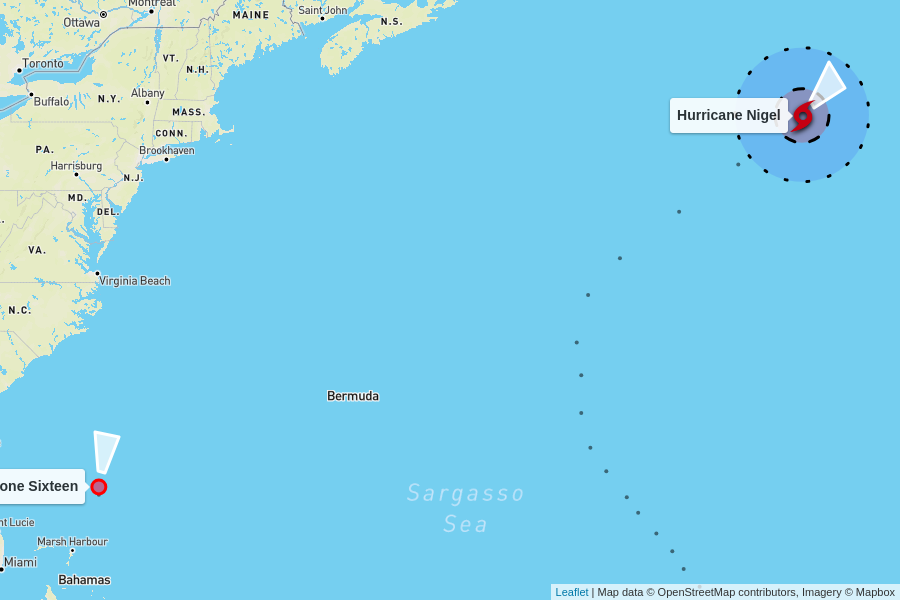 Montreal
Ottawa
MAINE
Saint John
N.S.
Toronto
VT.
N.H.
Buffalo
N.Y.
Albany
MASS.
Hurricane Nigel
CONN.
PA.
Brookhaven
Harrisburg
N.J.
MD.
DEL.
VA.
Virginia Beach
N.C.
Bermuda
one Sixteen
Sargasso
Sea
nt Lucie
Marsh Harbour
Miami
Bahamas
Leaflet | Map data © OpenStreetMap contributors, Imagery © Mapbox